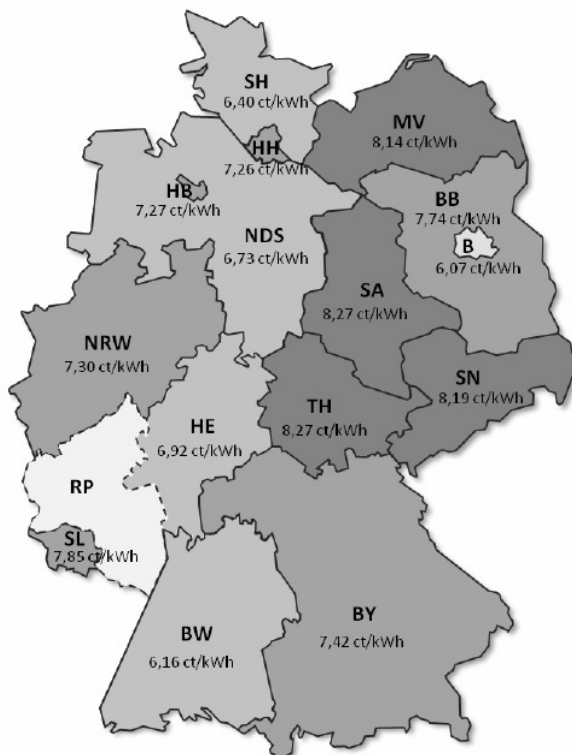 SH
6,40 ct/kWh
MV
8,14 ct/kWh
HH
7,26 ct/kWh
HB
7,27 ct/kWh
BB
7,74 ct/kWh
NDS
6,73 ct/kWh
B
6,07 ct/kWh
SA
8,27 ct/kWh
NRW
7,30 ct/kWh
SN
8,19 ct/kWh
HE
6,92 ct/kWh
TH
8,27 ct/kWh
RP
SL
7,85 ct/kWh
BY
7,42 ct/kWh
BW
6,16 ct/kWh